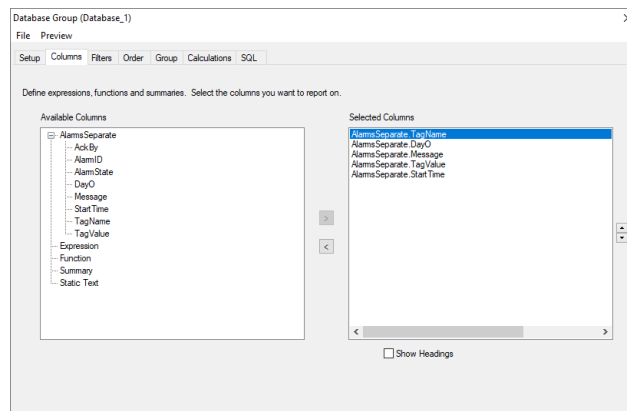 Database Group (Database_1)
File Preview
Setup Columns Filters Order Group Calculations SQL
Define expressions, functions and summaries. Select the columns you want to report on.
Available Columns
AlarmsSeparate
AckBy
AlarmID
AlarmState
DayO
Message
StartTime
TagName
TagValue
Expression
Function
Summary
Static Text
>
<
Selected Columns
AlarmsSeparate.TagName
AlarmsSeparate.DayO
AlarmsSeparate.Message
AlarmsSeparate.TagValue
AlarmsSeparate.StartTime
Show Headings